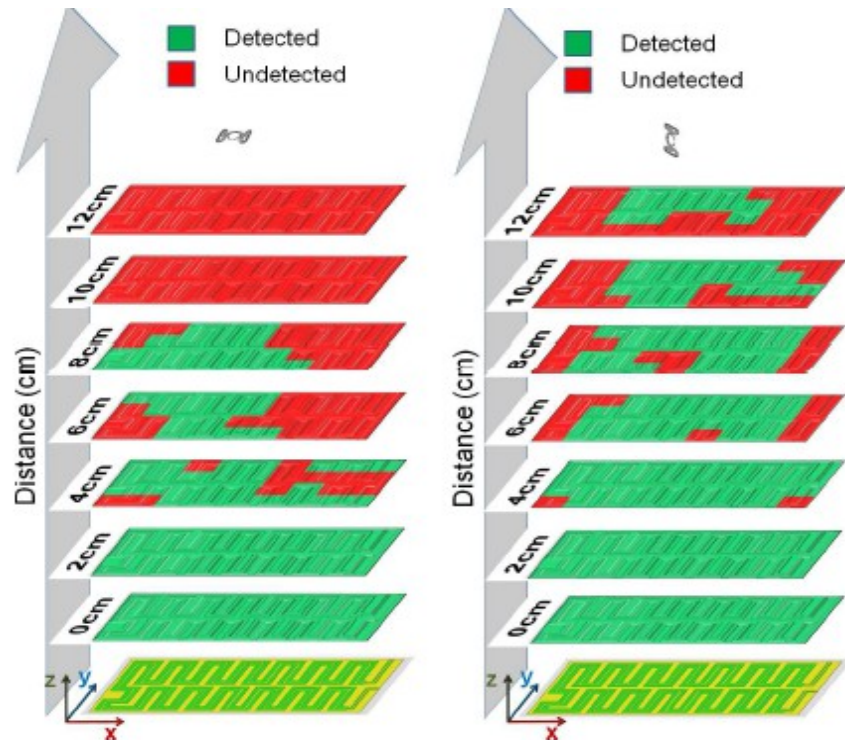 Detected
Undetected
12cm
10cm
8cm
6cm
4cm
2cm
0cm
Distance (cm)
z
y
x
Detected
Undetected
12cm
10cm
8cm
6cm
4cm
2cm
0cm
Distance (cm)
z
y
x